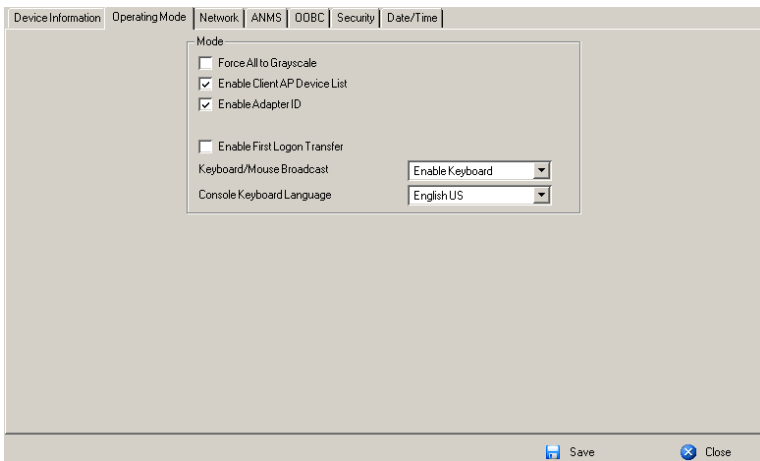 Device Information Operating Mode Network ANMS OOBC Security Date/Time
Mode
Force All to Grayscale
Enable Client AP Device List
Enable Adapter ID
Enable First Logon Transfer
Keyboard/Mouse Broadcast Enable Keyboard
Console Keyboard Language English US
Save Close